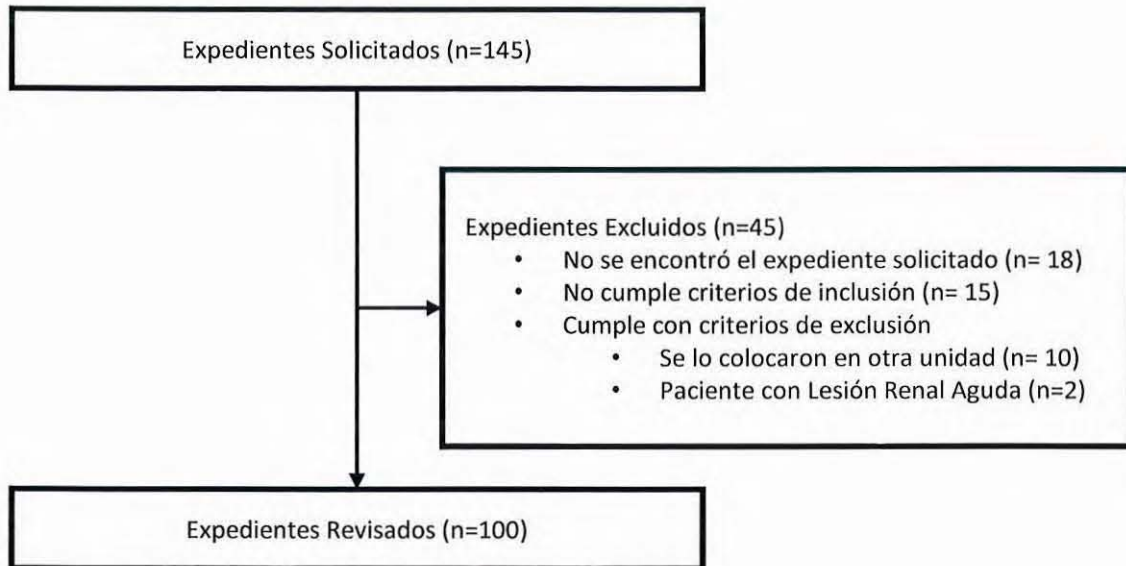 Expedientes Solicitados (n=145)
Expedientes Excluidos (n=45)
• No se encontró el expediente solicitado (n= 18)
• No cumple criterios de inclusión (n= 15)
• Cumple con criterios de exclusión
• Se lo colocaron en otra unidad (n= 10)
• Paciente con Lesión Renal Aguda (n=2)
Expedientes Revisados (n=100)